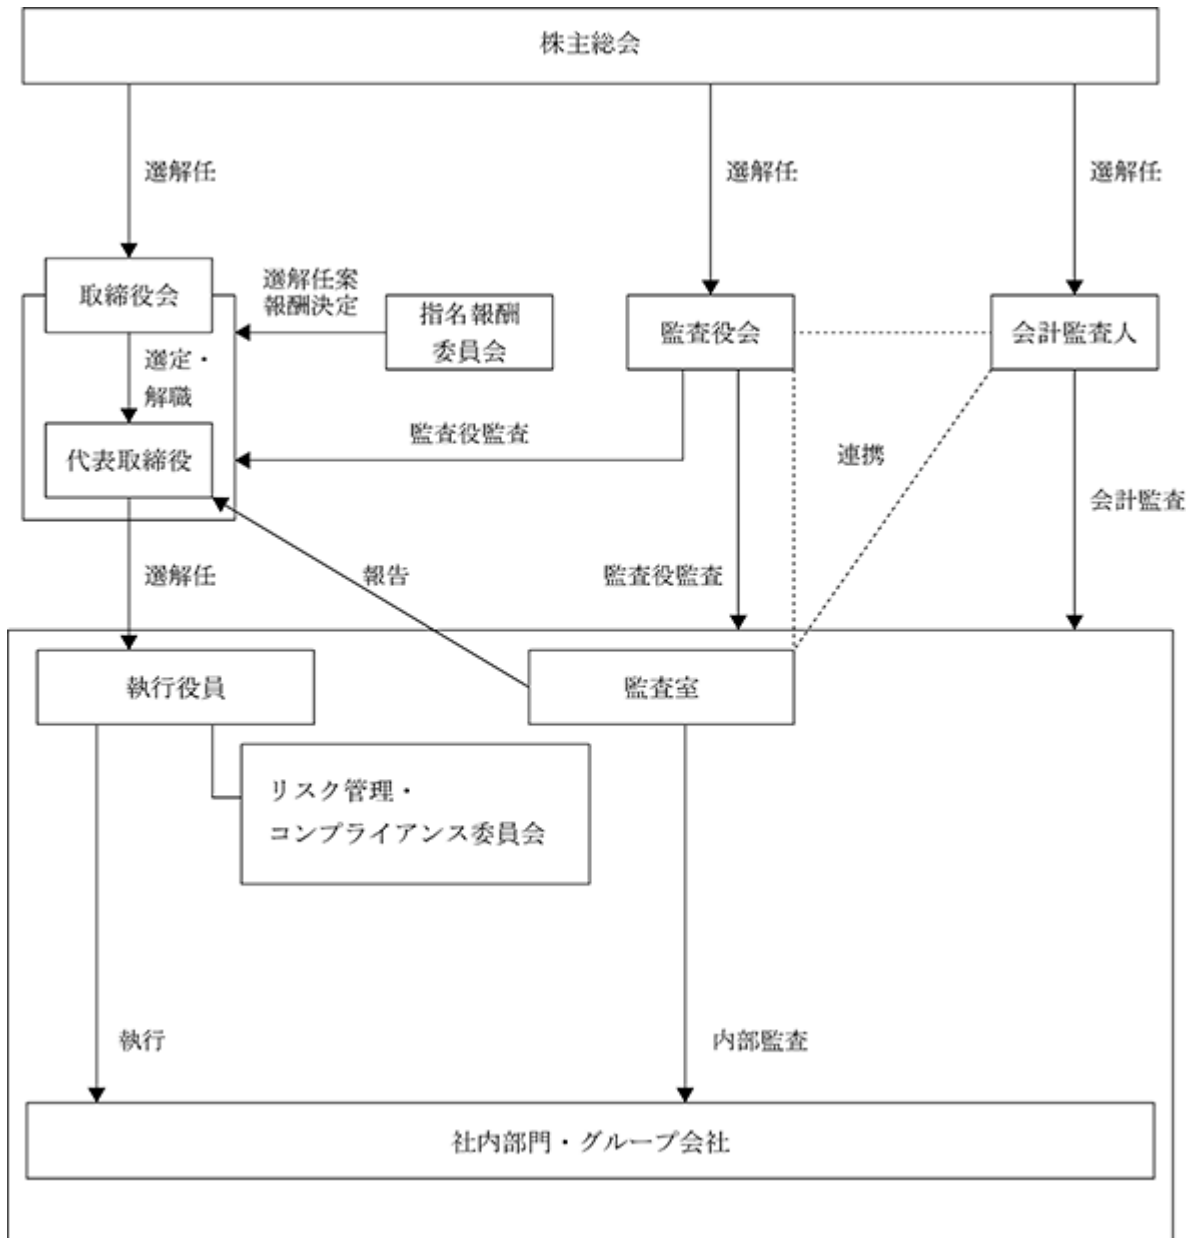 株主総会
選解任
選解任
選解任
取締役会
選解任案
報酬決定
指名報酬
委員会
監査役会
会計監査人
選定・
解職
代表取締役
監査役監査
連携
会計監査
選解任
報告
監査役監査
執行役員
監査室
リスク管理・
コンプライアンス委員会
執行
内部監査
社内部門・グループ会社